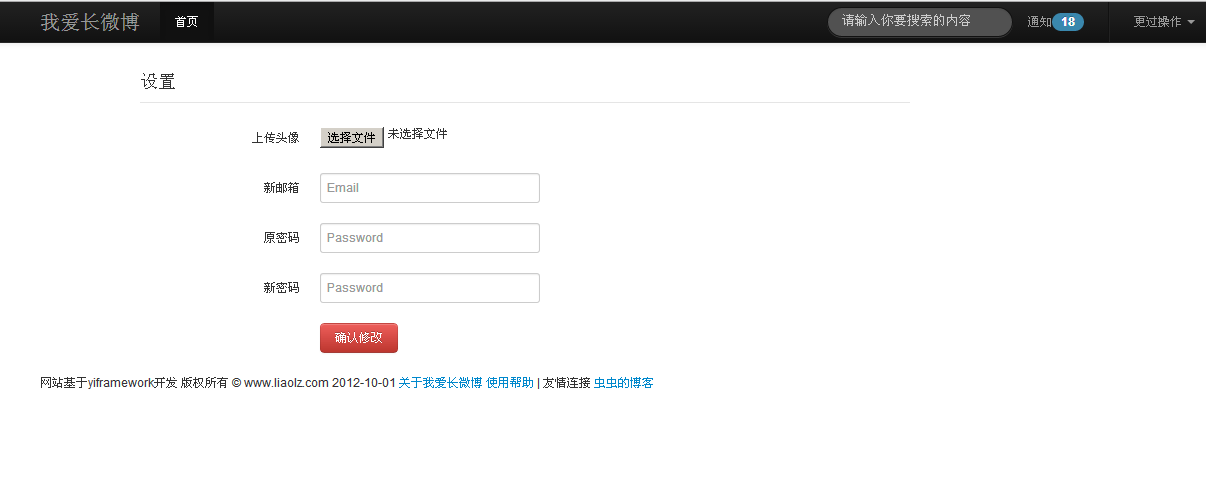 我爱长微博 首页 请输入你要搜索的内容 通知 18 更过操作
设置
上传头像 选择文件 未选择文件
新邮箱 Email
原密码 Password
新密码 Password
确认修改
网站基于yiframework开发 版权所有 © www.liaolz.com 2012-10-01 关于我爱长微博 使用帮助 | 友情连接 虫虫的博客